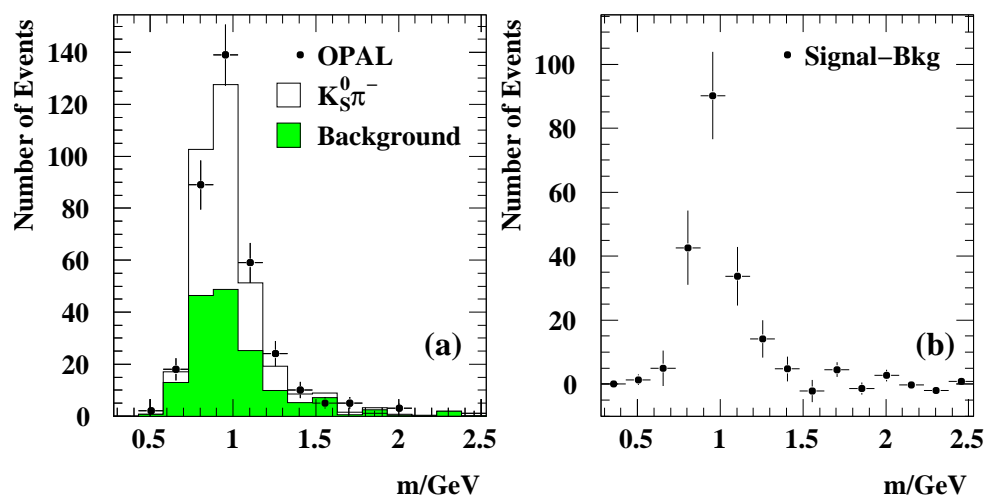 Number of Events
140
120
100
80
60
40
20
0
OPAL
K⁰_Sπ⁻
Background
(a)
0.5 1 1.5 2 2.5
m/GeV
Number of Events
100
80
60
40
20
0
Signal−Bkg
(b)
0.5 1 1.5 2 2.5
m/GeV